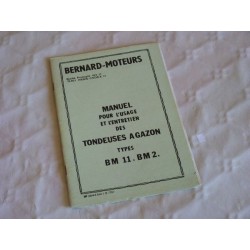 BERNARD-MOTEURS
MANUEL
POUR L'USAGE
ET L'ENTRETIEN
DES
TONDEUSES A GAZON
TYPES
BM 11. BM 2.